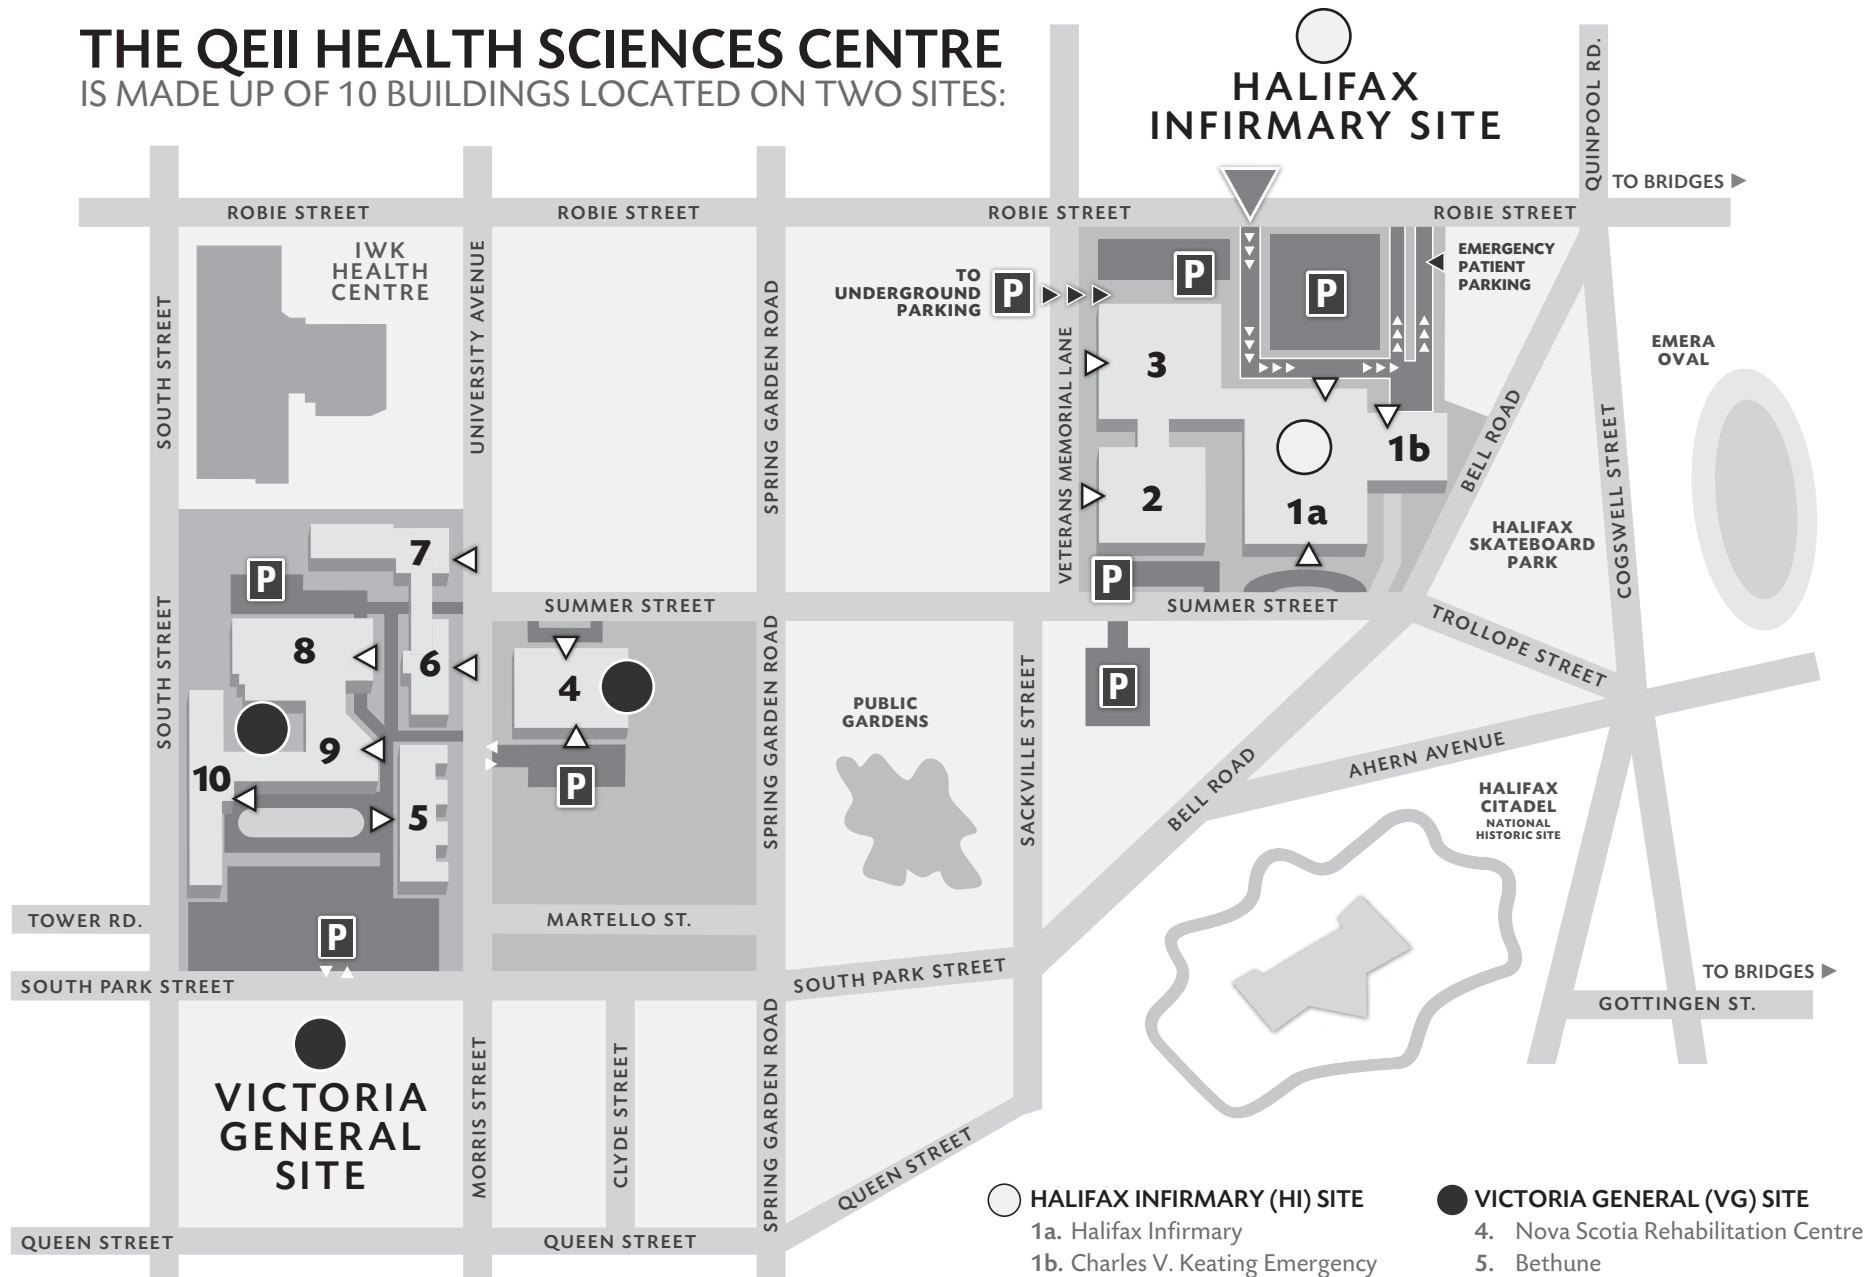 THE QEII HEALTH SCIENCES CENTRE
IS MADE UP OF 10 BUILDINGS LOCATED ON TWO SITES:
HALIFAX
INFIRMARY SITE
QUINPOOL RD.
TO BRIDGES
ROBIE STREET
ROBIE STREET
ROBIE STREET
ROBIE STREET
IWK
HEALTH
CENTRE
SOUTH STREET
UNIVERSITY AVENUE
SPRING GARDEN ROAD
TO
UNDERGROUND
PARKING
P
P
P
EMERGENCY
PATIENT
PARKING
VETERANS MEMORIAL LANE
3
1b
2
1a
BELL ROAD
COGSWELL STREET
EMERA
OVAL
HALIFAX
SKATEBOARD
PARK
7
P
P
SUMMER STREET
SUMMER STREET
TROLLOPE STREET
SOUTH STREET
8
6
4
SPRING GARDEN ROAD
PUBLIC
GARDENS
SACKVILLE STREET
P
9
10
5
P
BELL ROAD
AHERN AVENUE
HALIFAX
CITADEL
NATIONAL
HISTORIC SITE
TOWER RD.
MARTELLO ST.
P
SOUTH PARK STREET
SOUTH PARK STREET
TO BRIDGES
GOTTINGEN ST.
VICTORIA
GENERAL
SITE
MORRIS STREET
CLYDE STREET
SPRING GARDEN ROAD
QUEEN STREET
QUEEN STREET
QUEEN STREET
HALIFAX INFIRMARY (HI) SITE
1a. Halifax Infirmary
1b. Charles V. Keating Emergency
VICTORIA GENERAL (VG) SITE
4. Nova Scotia Rehabilitation Centre
5. Bethune